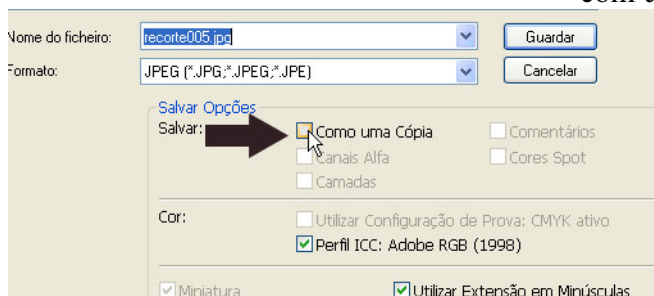 Nome do ficheiro: recorte005.jpg Guardar
Formato: JPEG (*.JPG;*.JPEG;*.JPE) Cancelar
Salvar Opções
Salvar: Como uma Cópia Comentários
Canais Alfa Cores Spot
Camadas
Cor: Utilizar Configuração de Prova: CMYK ativo
Perfil ICC: Adobe RGB (1998)
Miniatura Utilizar Extensão em Minúsculas